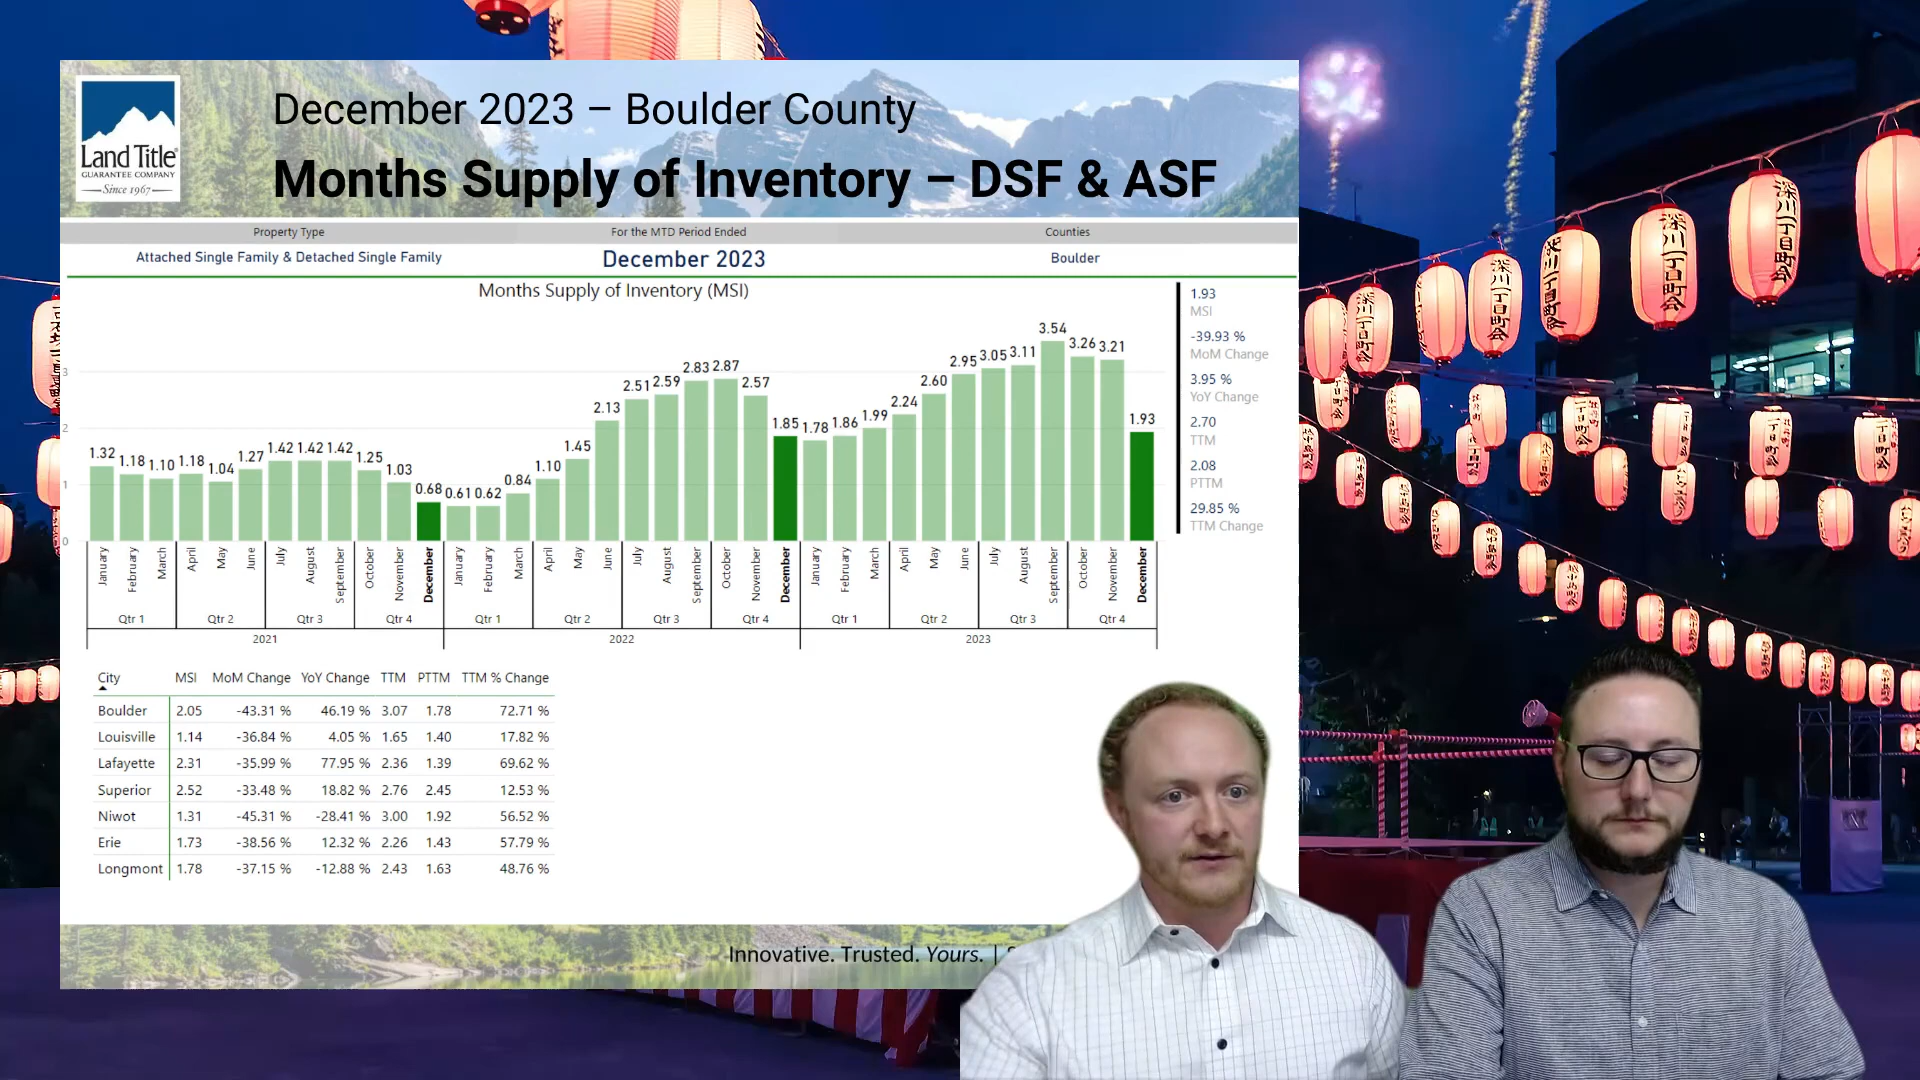 December 2023 – Boulder County
Months Supply of Inventory – DSF & ASF
Land Title®
GUARANTEE COMPANY
Since 1967
Property Type For the MTD Period Ended Counties
Attached Single Family & Detached Single Family December 2023 Boulder
Months Supply of Inventory (MSI)
1.93
MSI
-39.93 %
MoM Change
3.95 %
YoY Change
2.70
TTM
2.08
PTTM
29.85 %
TTM Change
3
2
1
0
1.32 1.18 1.10 1.18 1.04 1.27 1.42 1.42 1.42 1.25 1.03 0.68 0.61 0.62 0.84 1.10 1.45 2.13 2.51 2.59 2.83 2.87 2.57 1.85 1.78 1.86 1.99 2.24 2.60 2.95 3.05 3.11 3.54 3.26 3.21 1.93
January February March April May June July August September October November December January February March April May June July August September October November December January February March April May June July August September October November December
Qtr 1 Qtr 2 Qtr 3 Qtr 4 Qtr 1 Qtr 2 Qtr 3 Qtr 4 Qtr 1 Qtr 2 Qtr 3 Qtr 4
2021 2022 2023
City MSI MoM Change YoY Change TTM PTTM TTM % Change
Boulder 2.05 -43.31 % 46.19 % 3.07 1.78 72.71 %
Louisville 1.14 -36.84 % 4.05 % 1.65 1.40 17.82 %
Lafayette 2.31 -35.99 % 77.95 % 2.36 1.39 69.62 %
Superior 2.52 -33.48 % 18.82 % 2.76 2.45 12.53 %
Niwot 1.31 -45.31 % -28.41 % 3.00 1.92 56.52 %
Erie 1.73 -38.56 % 12.32 % 2.26 1.43 57.79 %
Longmont 1.78 -37.15 % -12.88 % 2.43 1.63 48.76 %
Innovative. Trusted. Yours. |
深川
深川